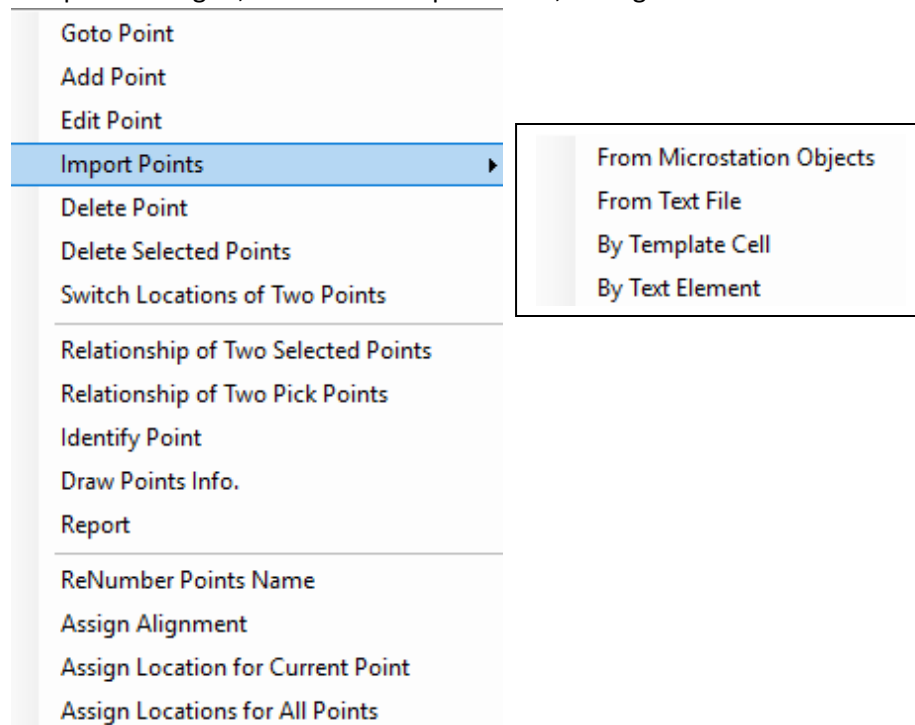 Goto Point
Add Point
Edit Point
Import Points
Delete Point
Delete Selected Points
Switch Locations of Two Points
Relationship of Two Selected Points
Relationship of Two Pick Points
Identify Point
Draw Points Info.
Report
ReNumber Points Name
Assign Alignment
Assign Location for Current Point
Assign Locations for All Points
From Microstation Objects
From Text File
By Template Cell
By Text Element